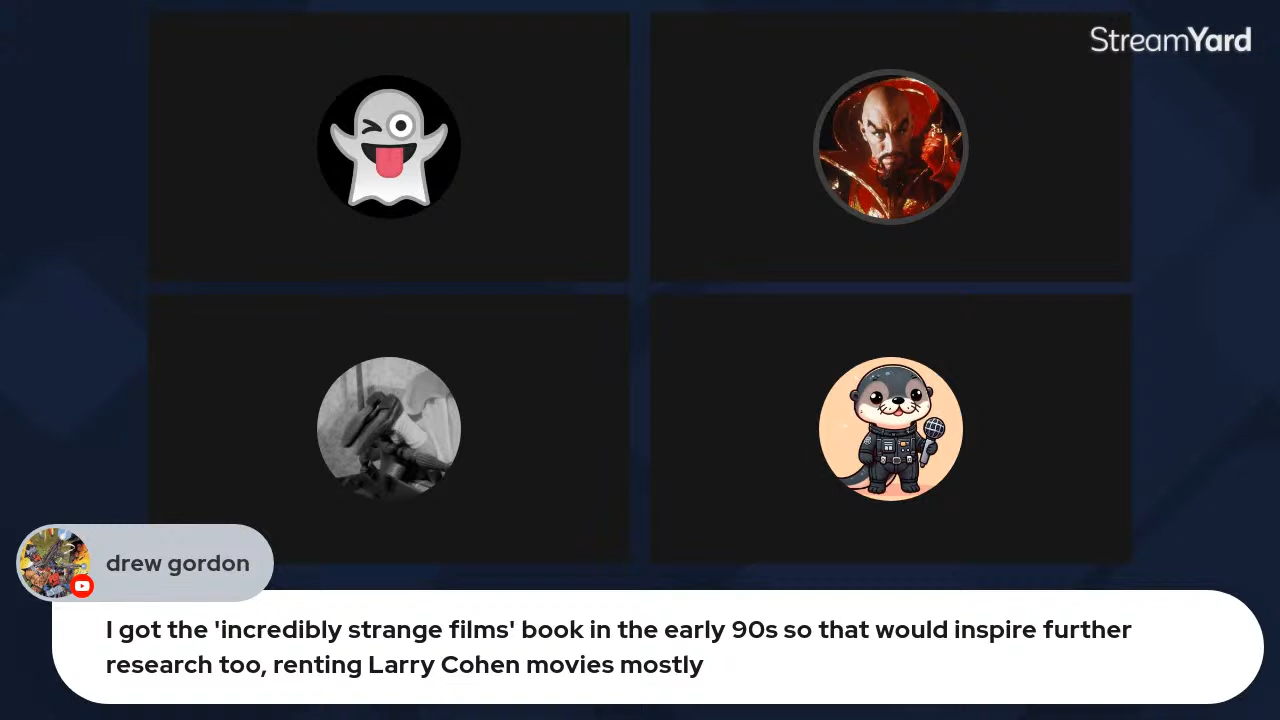 StreamYard
drew gordon
I got the 'incredibly strange films' book in the early 90s so that would inspire further
research too, renting Larry Cohen movies mostly